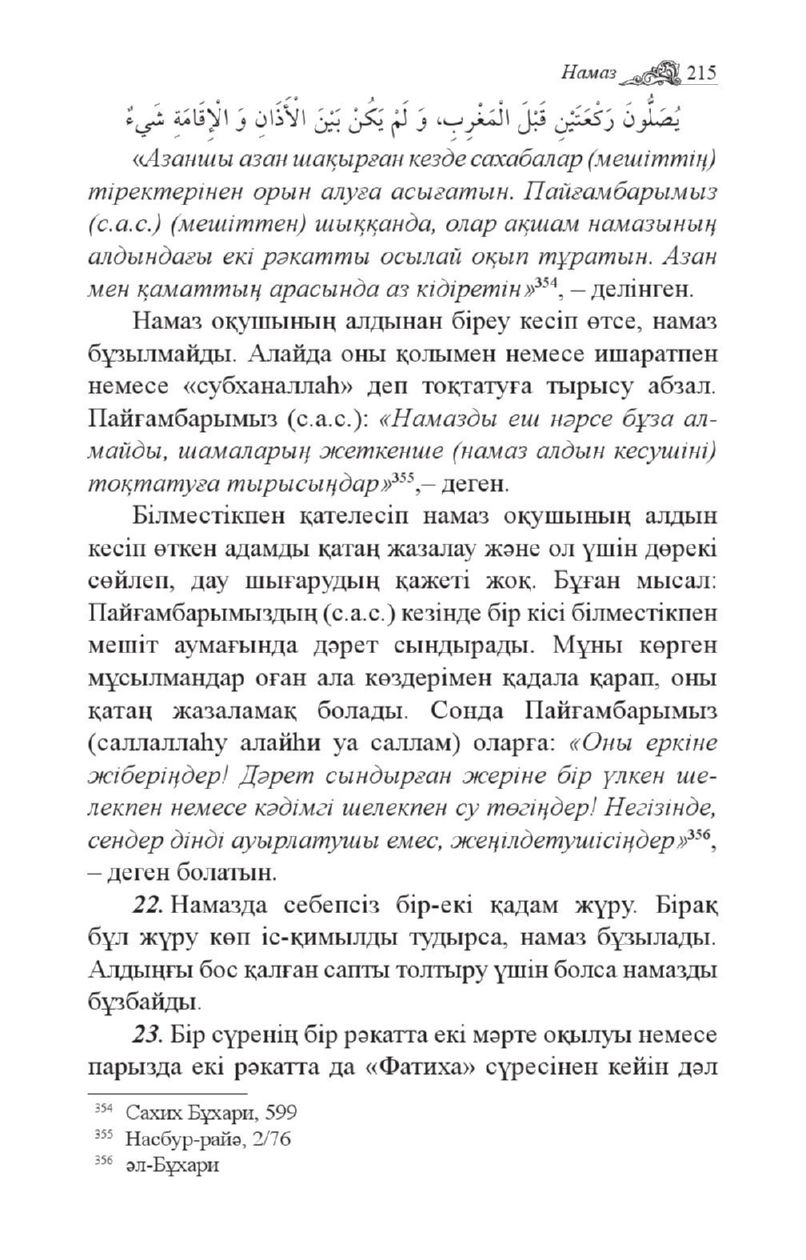 Намаз 215
يُصَلُّونَ رَكْعَتَيْنِ قَبْلَ الْمَغْرِبِ، وَ لَمْ يَكُنْ بَيْنَ الْأَذَانِ وَ الْإِقَامَةِ شَيْءٌ
«Азаншы азан шақырған кезде сахабалар (мешіттің)
тіректерінен орын алуға асығатын. Пайғамбарымыз
(с.а.с.) (мешіттен) шыққанда, олар ақшам намазының
алдындағы екі рәкатты осылай оқып тұратын. Азан
мен қаматтың арасында аз кідіретін»³⁵⁴, – делінген.
Намаз оқушының алдынан біреу кесіп өтсе, намаз
бұзылмайды. Алайда оны қолымен немесе ишаратпен
немесе «субханаллаһ» деп тоқтатуға тырысу абзал.
Пайғамбарымыз (с.а.с.): «Намазды еш нәрсе бұза ал-
майды, шамаларың жеткенше (намаз алдын кесушіні)
тоқтатуға тырысыңдар»³⁵⁵,– деген.
Білместікпен қателесіп намаз оқушының алдын
кесіп өткен адамды қатаң жазалау және ол үшін дөрекі
сөйлеп, дау шығарудың қажеті жоқ. Бұған мысал:
Пайғамбарымыздың (с.а.с.) кезінде бір кісі білместікпен
мешіт аумағында дәрет сындырады. Мұны көрген
мұсылмандар оған ала көздерімен қадала қарап, оны
қатаң жазаламақ болады. Сонда Пайғамбарымыз
(саллаллаһу алайһи уа саллам) оларға: «Оны еркіне
жіберіңдер! Дәрет сындырған жеріне бір үлкен ше-
лекпен немесе кәдімгі шелекпен су төгіңдер! Негізінде,
сендер дінді ауырлатушы емес, жеңілдетушісіңдер»³⁵⁶,
– деген болатын.
22. Намазда себепсіз бір-екі қадам жүру. Бірақ
бұл жүру көп іс-қимылды тудырса, намаз бұзылады.
Алдыңғы бос қалған сапты толтыру үшін болса намазды
бұзбайды.
23. Бір сүренің бір рәкатта екі мәрте оқылуы немесе
парызда екі рәкатта да «Фатиха» сүресінен кейін дәл
³⁵⁴ Сахих Бұхари, 599
³⁵⁵ Насбур-райә, 2/76
³⁵⁶ әл-Бұхари